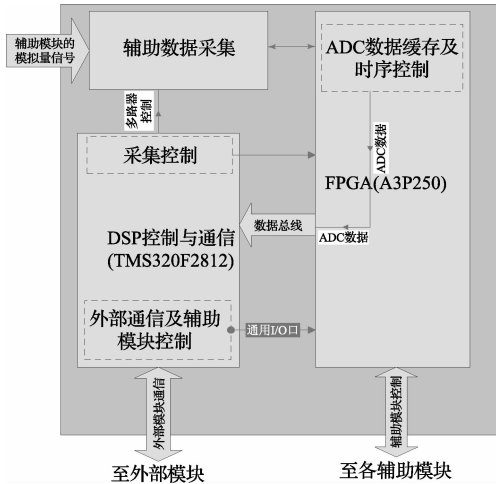 辅助模块的
模拟量信号
辅助数据采集
ADC数据缓存及
时序控制
多路器
控制
ADC数据
采集控制
FPGA(A3P250)
数据总线
ADC数据
DSP控制与通信
(TMS320F2812)
外部通信及辅助
模块控制
通用I/O口
外部模块通信
辅助模块控制
至外部模块
至各辅助模块